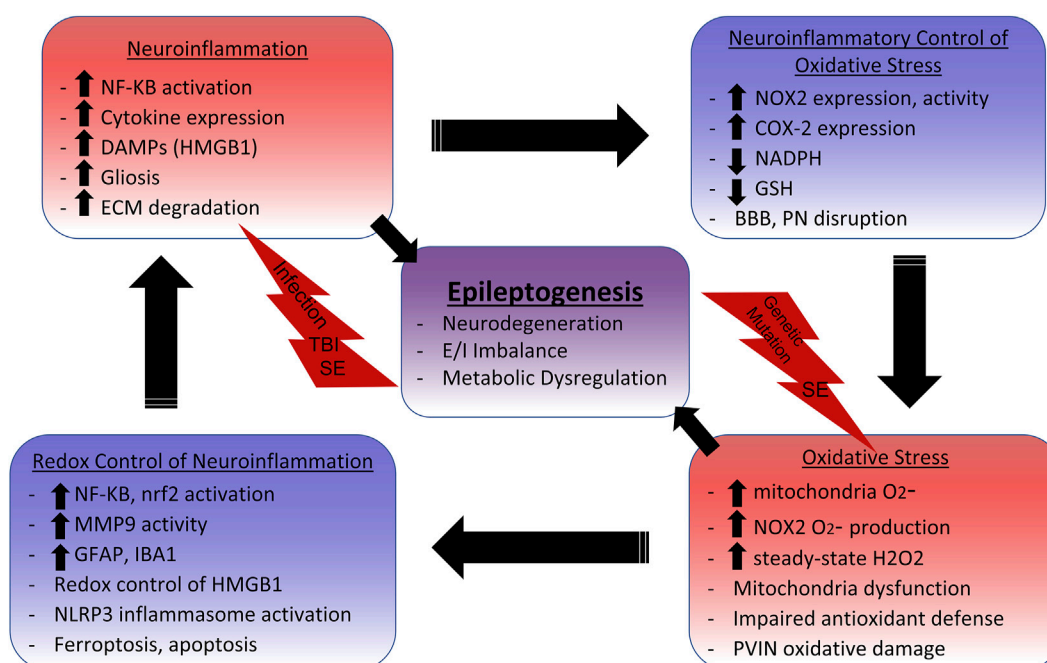 Neuroinflammation
- NF-KB activation
- Cytokine expression
- DAMPs (HMGB1)
- Gliosis
- ECM degradation
Neuroinflammatory Control of
Oxidative Stress
- NOX2 expression, activity
- COX-2 expression
- NADPH
- GSH
- BBB, PN disruption
Infection
TBI
SE
Epileptogenesis
- Neurodegeneration
- E/I Imbalance
- Metabolic Dysregulation
Genetic
Mutation
SE
Redox Control of Neuroinflammation
- NF-KB, nrf2 activation
- MMP9 activity
- GFAP, IBA1
- Redox control of HMGB1
- NLRP3 inflammasome activation
- Ferroptosis, apoptosis
Oxidative Stress
- mitochondria O2-
- NOX2 O2- production
- steady-state H2O2
- Mitochondria dysfunction
- Impaired antioxidant defense
- PVIN oxidative damage